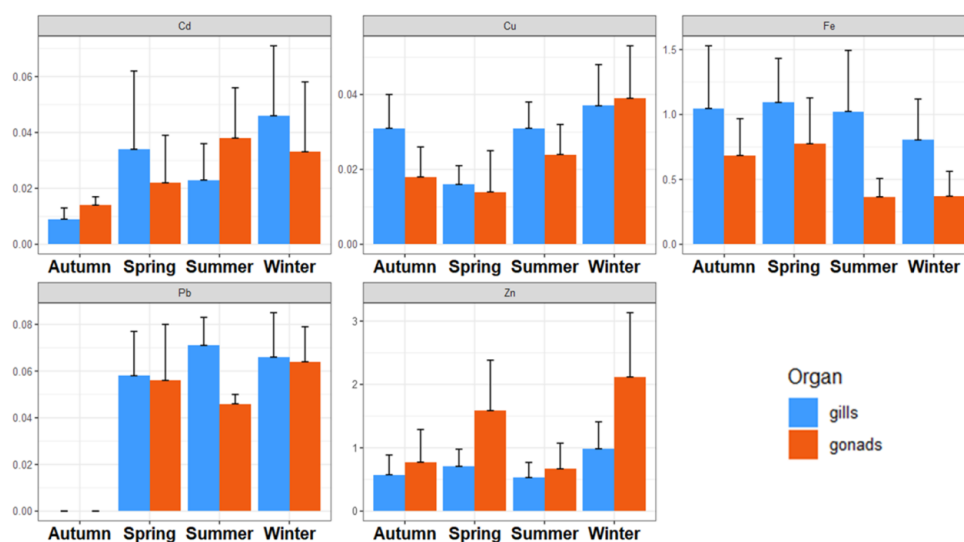 Cd
Cu
Fe
0.06
0.04
0.02
0.00
0.04
0.02
0.00
1.5
1.0
0.5
0.0
Autumn Spring Summer Winter
Autumn Spring Summer Winter
Autumn Spring Summer Winter
Pb
Zn
0.08
0.06
0.04
0.02
0.00
3
2
1
0
Autumn Spring Summer Winter
Autumn Spring Summer Winter
Organ
gills
gonads